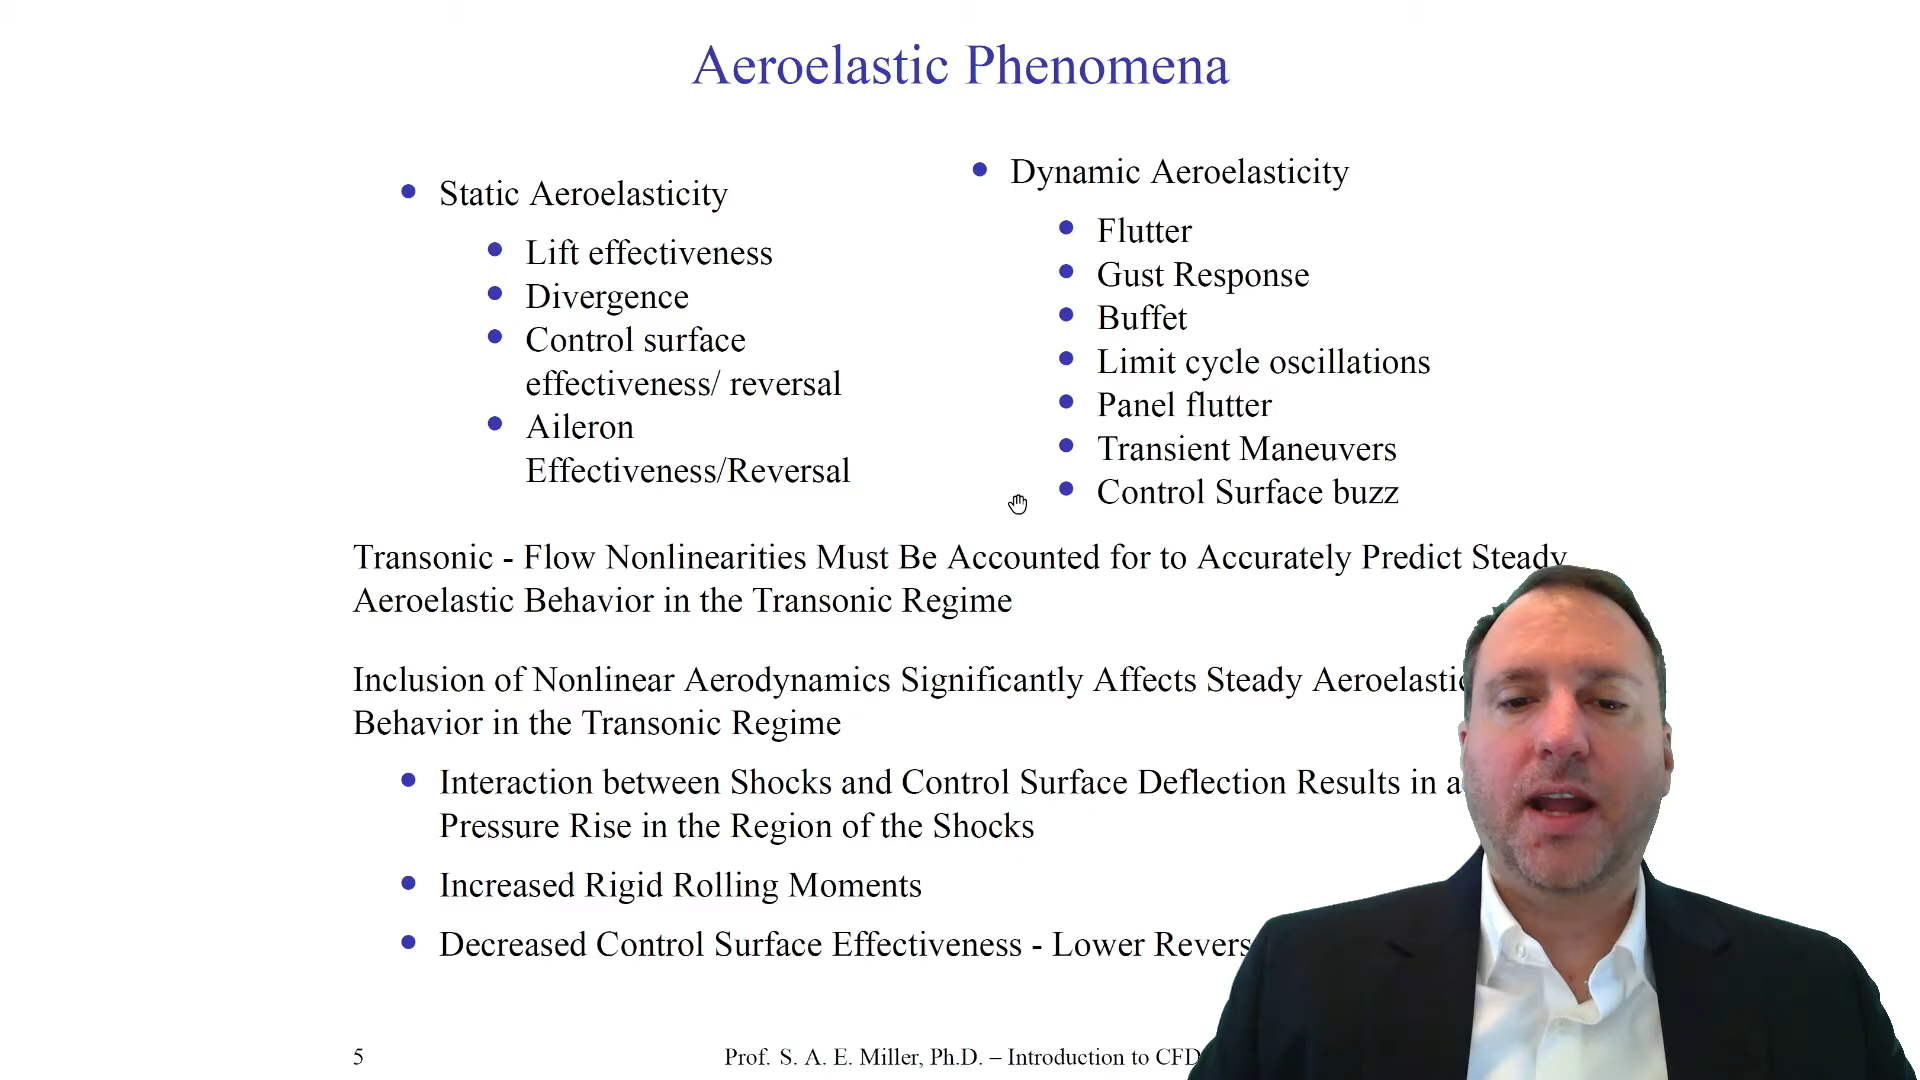 Aeroelastic Phenomena
Static Aeroelasticity
Lift effectiveness
Divergence
Control surface
effectiveness/ reversal
Aileron
Effectiveness/Reversal
Dynamic Aeroelasticity
Flutter
Gust Response
Buffet
Limit cycle oscillations
Panel flutter
Transient Maneuvers
Control Surface buzz
Transonic - Flow Nonlinearities Must Be Accounted for to Accurately Predict Steady
Aeroelastic Behavior in the Transonic Regime
Inclusion of Nonlinear Aerodynamics Significantly Affects Steady Aeroelastic
Behavior in the Transonic Regime
Interaction between Shocks and Control Surface Deflection Results in a
Pressure Rise in the Region of the Shocks
Increased Rigid Rolling Moments
Decreased Control Surface Effectiveness - Lower
5
Prof. S. A. E. Miller, Ph.D. – Introduction to CFD